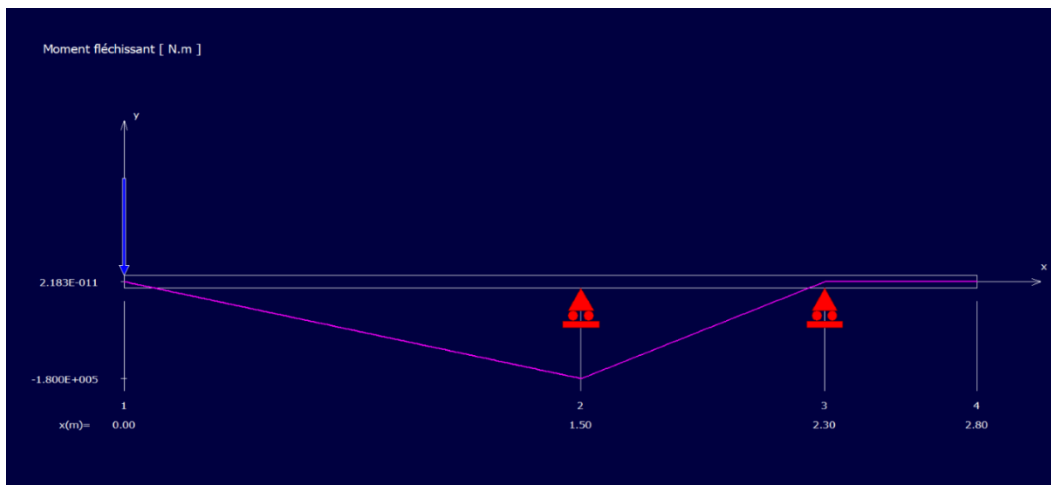 Moment fléchissant [ N.m ]
y
x
2.183E-011
-1.800E+005
1 2 3 4
x(m)= 0.00 1.50 2.30 2.80